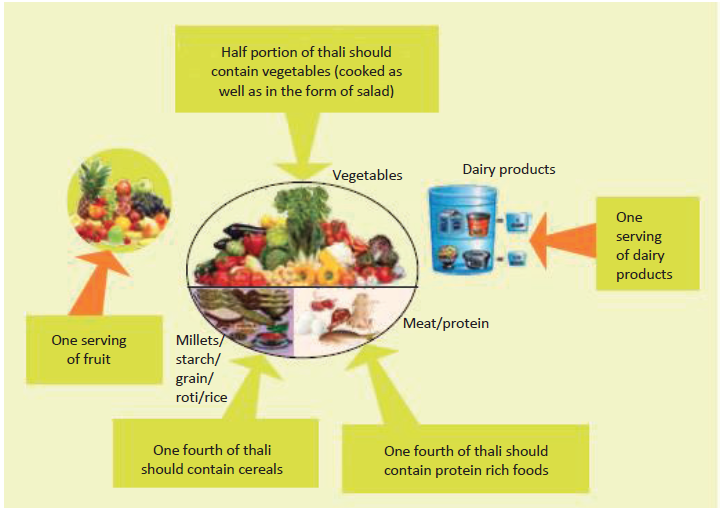 Half portion of thali should
contain vegetables (cooked as
well as in the form of salad)
Vegetables
Dairy products
One
serving
of dairy
products
One serving
of fruit
Millets/
starch/
grain/
roti/rice
Meat/protein
One fourth of thali
should contain cereals
One fourth of thali should
contain protein rich foods